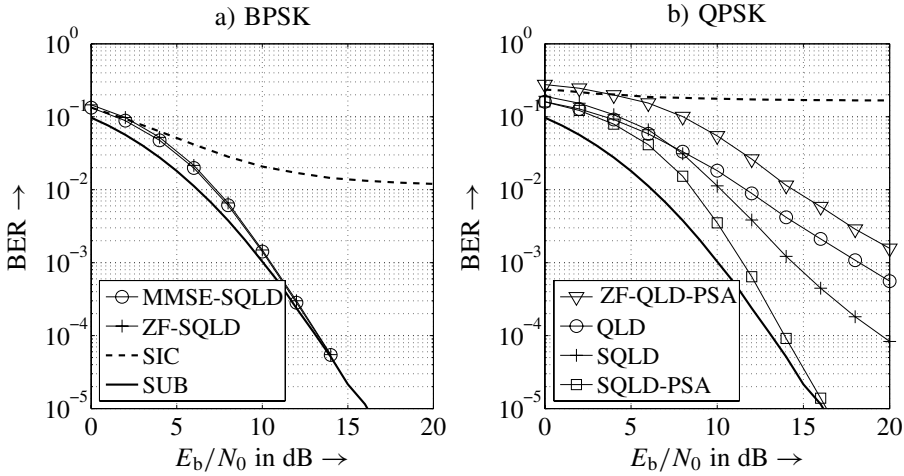 a) BPSK
10^0
10^−1
10^−2
10^−3
10^−4
10^−5
BER →
MMSE-SQLD
ZF-SQLD
SIC
SUB
0 5 10 15 20
E_b/N_0 in dB →
b) QPSK
10^0
10^−1
10^−2
10^−3
10^−4
10^−5
BER →
ZF-QLD-PSA
QLD
SQLD
SQLD-PSA
0 5 10 15 20
E_b/N_0 in dB →